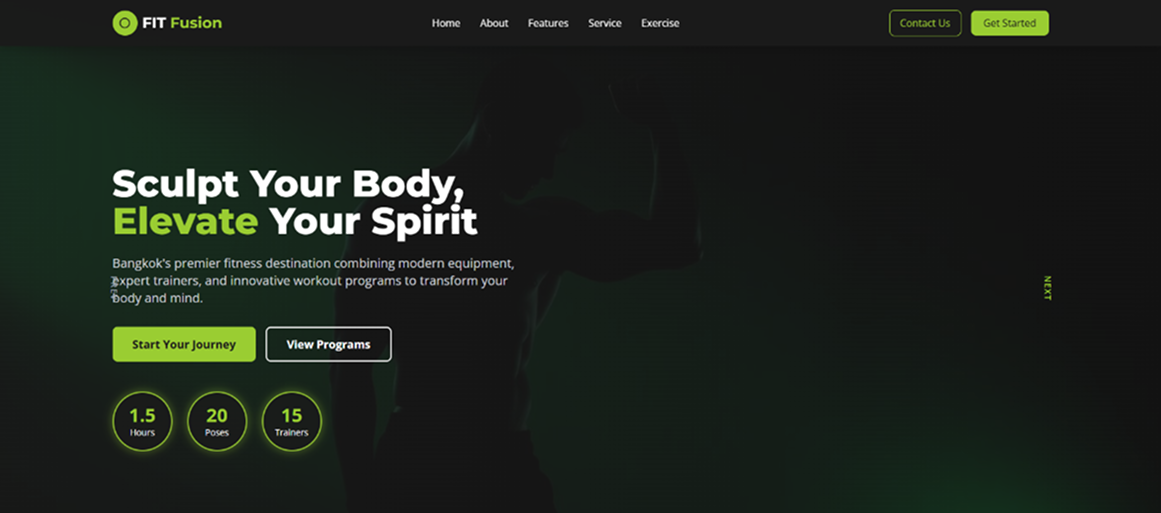 FIT Fusion
Home About Features Service Exercise
Contact Us Get Started
Sculpt Your Body,
Elevate Your Spirit
Bangkok's premier fitness destination combining modern equipment,
expert trainers, and innovative workout programs to transform your
body and mind.
NEXT
Start Your Journey View Programs
1.5 20 15
Hours Poses Trainers